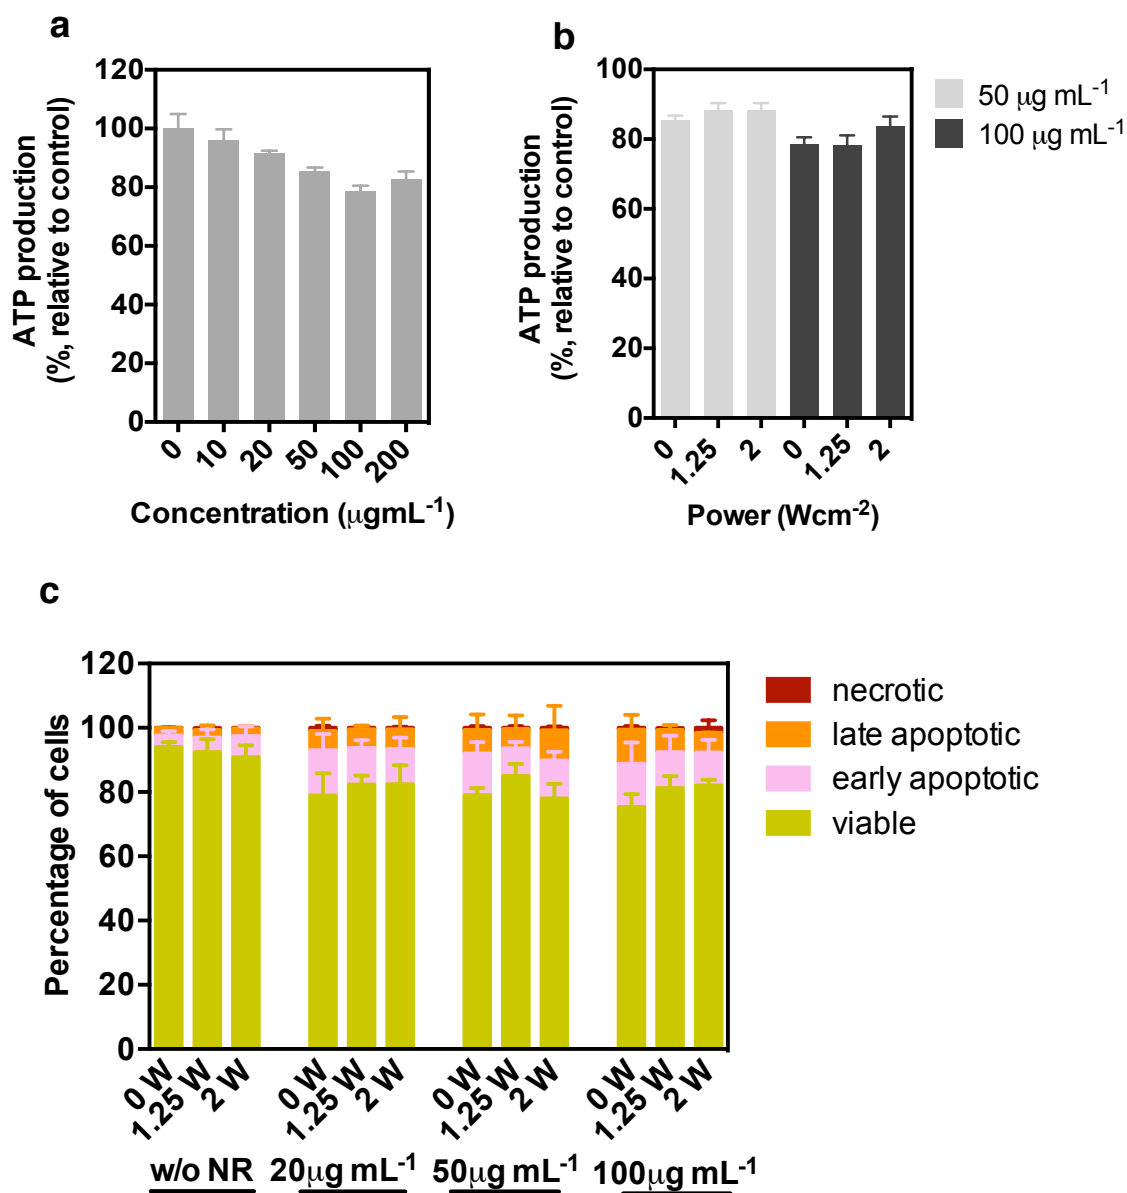 a
120
100
80
60
40
20
0
ATP production
(%, relative to control)
0 10 20 50 100 200
Concentration (μgmL⁻¹)
b
100
80
60
40
20
0
ATP production
(%, relative to control)
0 1.25 2 0 1.25 2
Power (Wcm⁻²)
50 μg mL⁻¹
100 μg mL⁻¹
c
120
100
80
60
40
20
0
Percentage of cells
0 W 1.25 W 2 W 0 W 1.25 W 2 W 0 W 1.25 W 2 W 0 W 1.25 W 2 W
w/o NR 20μg mL⁻¹ 50μg mL⁻¹ 100μg mL⁻¹
necrotic
late apoptotic
early apoptotic
viable